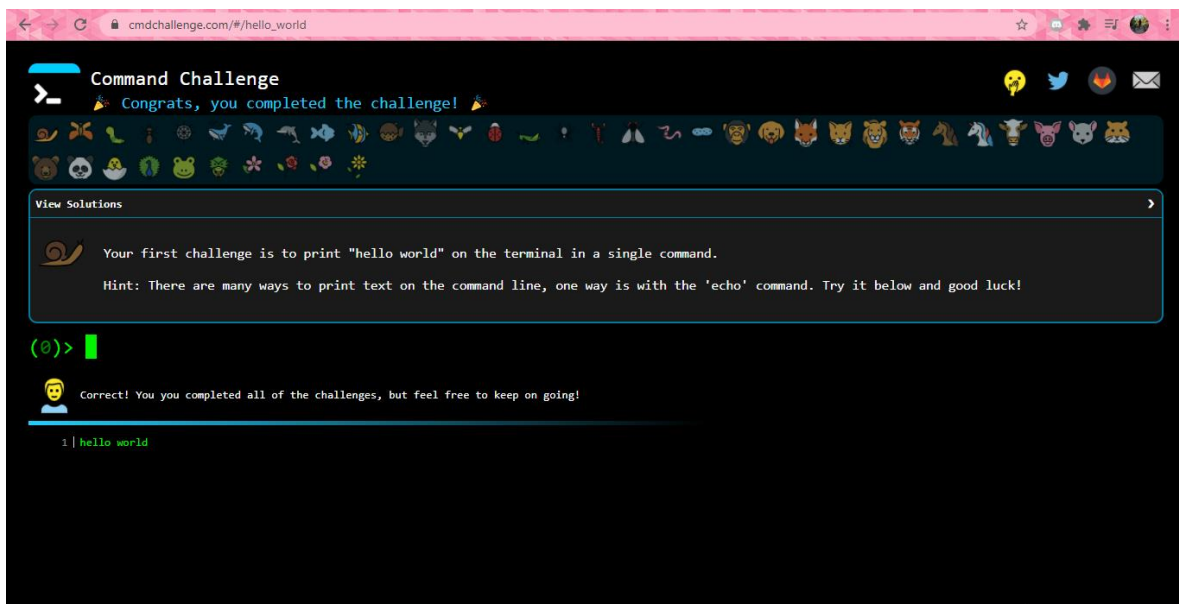 cmdchallenge.com/#/hello_world
Command Challenge
Congrats, you completed the challenge!
View Solutions
Your first challenge is to print "hello world" on the terminal in a single command.
Hint: There are many ways to print text on the command line, one way is with the 'echo' command. Try it below and good luck!
(0)>
Correct! You you completed all of the challenges, but feel free to keep on going!
1 | hello world